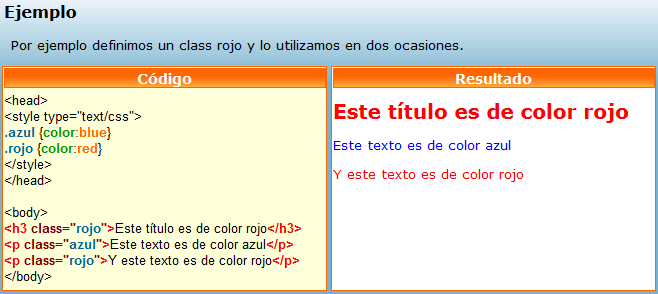 Ejemplo
Por ejemplo definimos un class rojo y lo utilizamos en dos ocasiones.
Código
<head>
<style type="text/css">
.azul {color:blue}
.rojo {color:red}
</style>
</head>
<body>
<h3 class="rojo">Este título es de color rojo</h3>
<p class="azul">Este texto es de color azul</p>
<p class="rojo">Y este texto es de color rojo</p>
</body>
Resultado
Este título es de color rojo
Este texto es de color azul
Y este texto es de color rojo